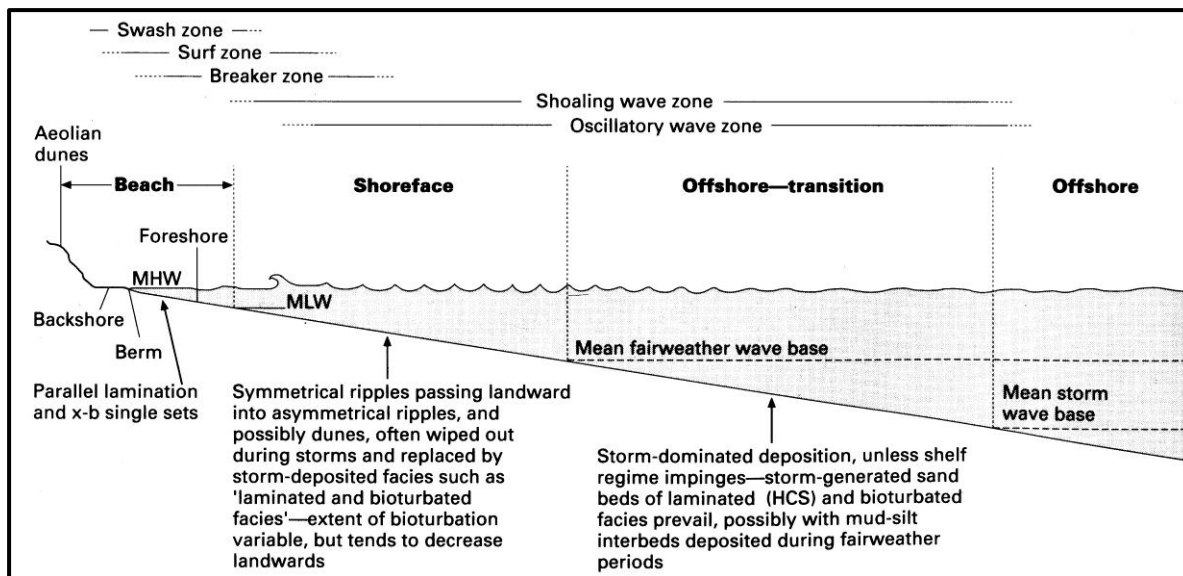 Swash zone
Surf zone
Breaker zone
Shoaling wave zone
Oscillatory wave zone
Aeolian
dunes
Beach
Shoreface
Offshore—transition
Offshore
Foreshore
MHW
MLW
Backshore
Berm
Mean fairweather wave base
Mean storm
wave base
Parallel lamination
and x-b single sets
Symmetrical ripples passing landward
into asymmetrical ripples, and
possibly dunes, often wiped out
during storms and replaced by
storm-deposited facies such as
'laminated and bioturbated
facies'—extent of bioturbation
variable, but tends to decrease
landwards
Storm-dominated deposition, unless shelf
regime impinges—storm-generated sand
beds of laminated (HCS) and bioturbated
facies prevail, possibly with mud-silt
interbeds deposited during fairweather
periods